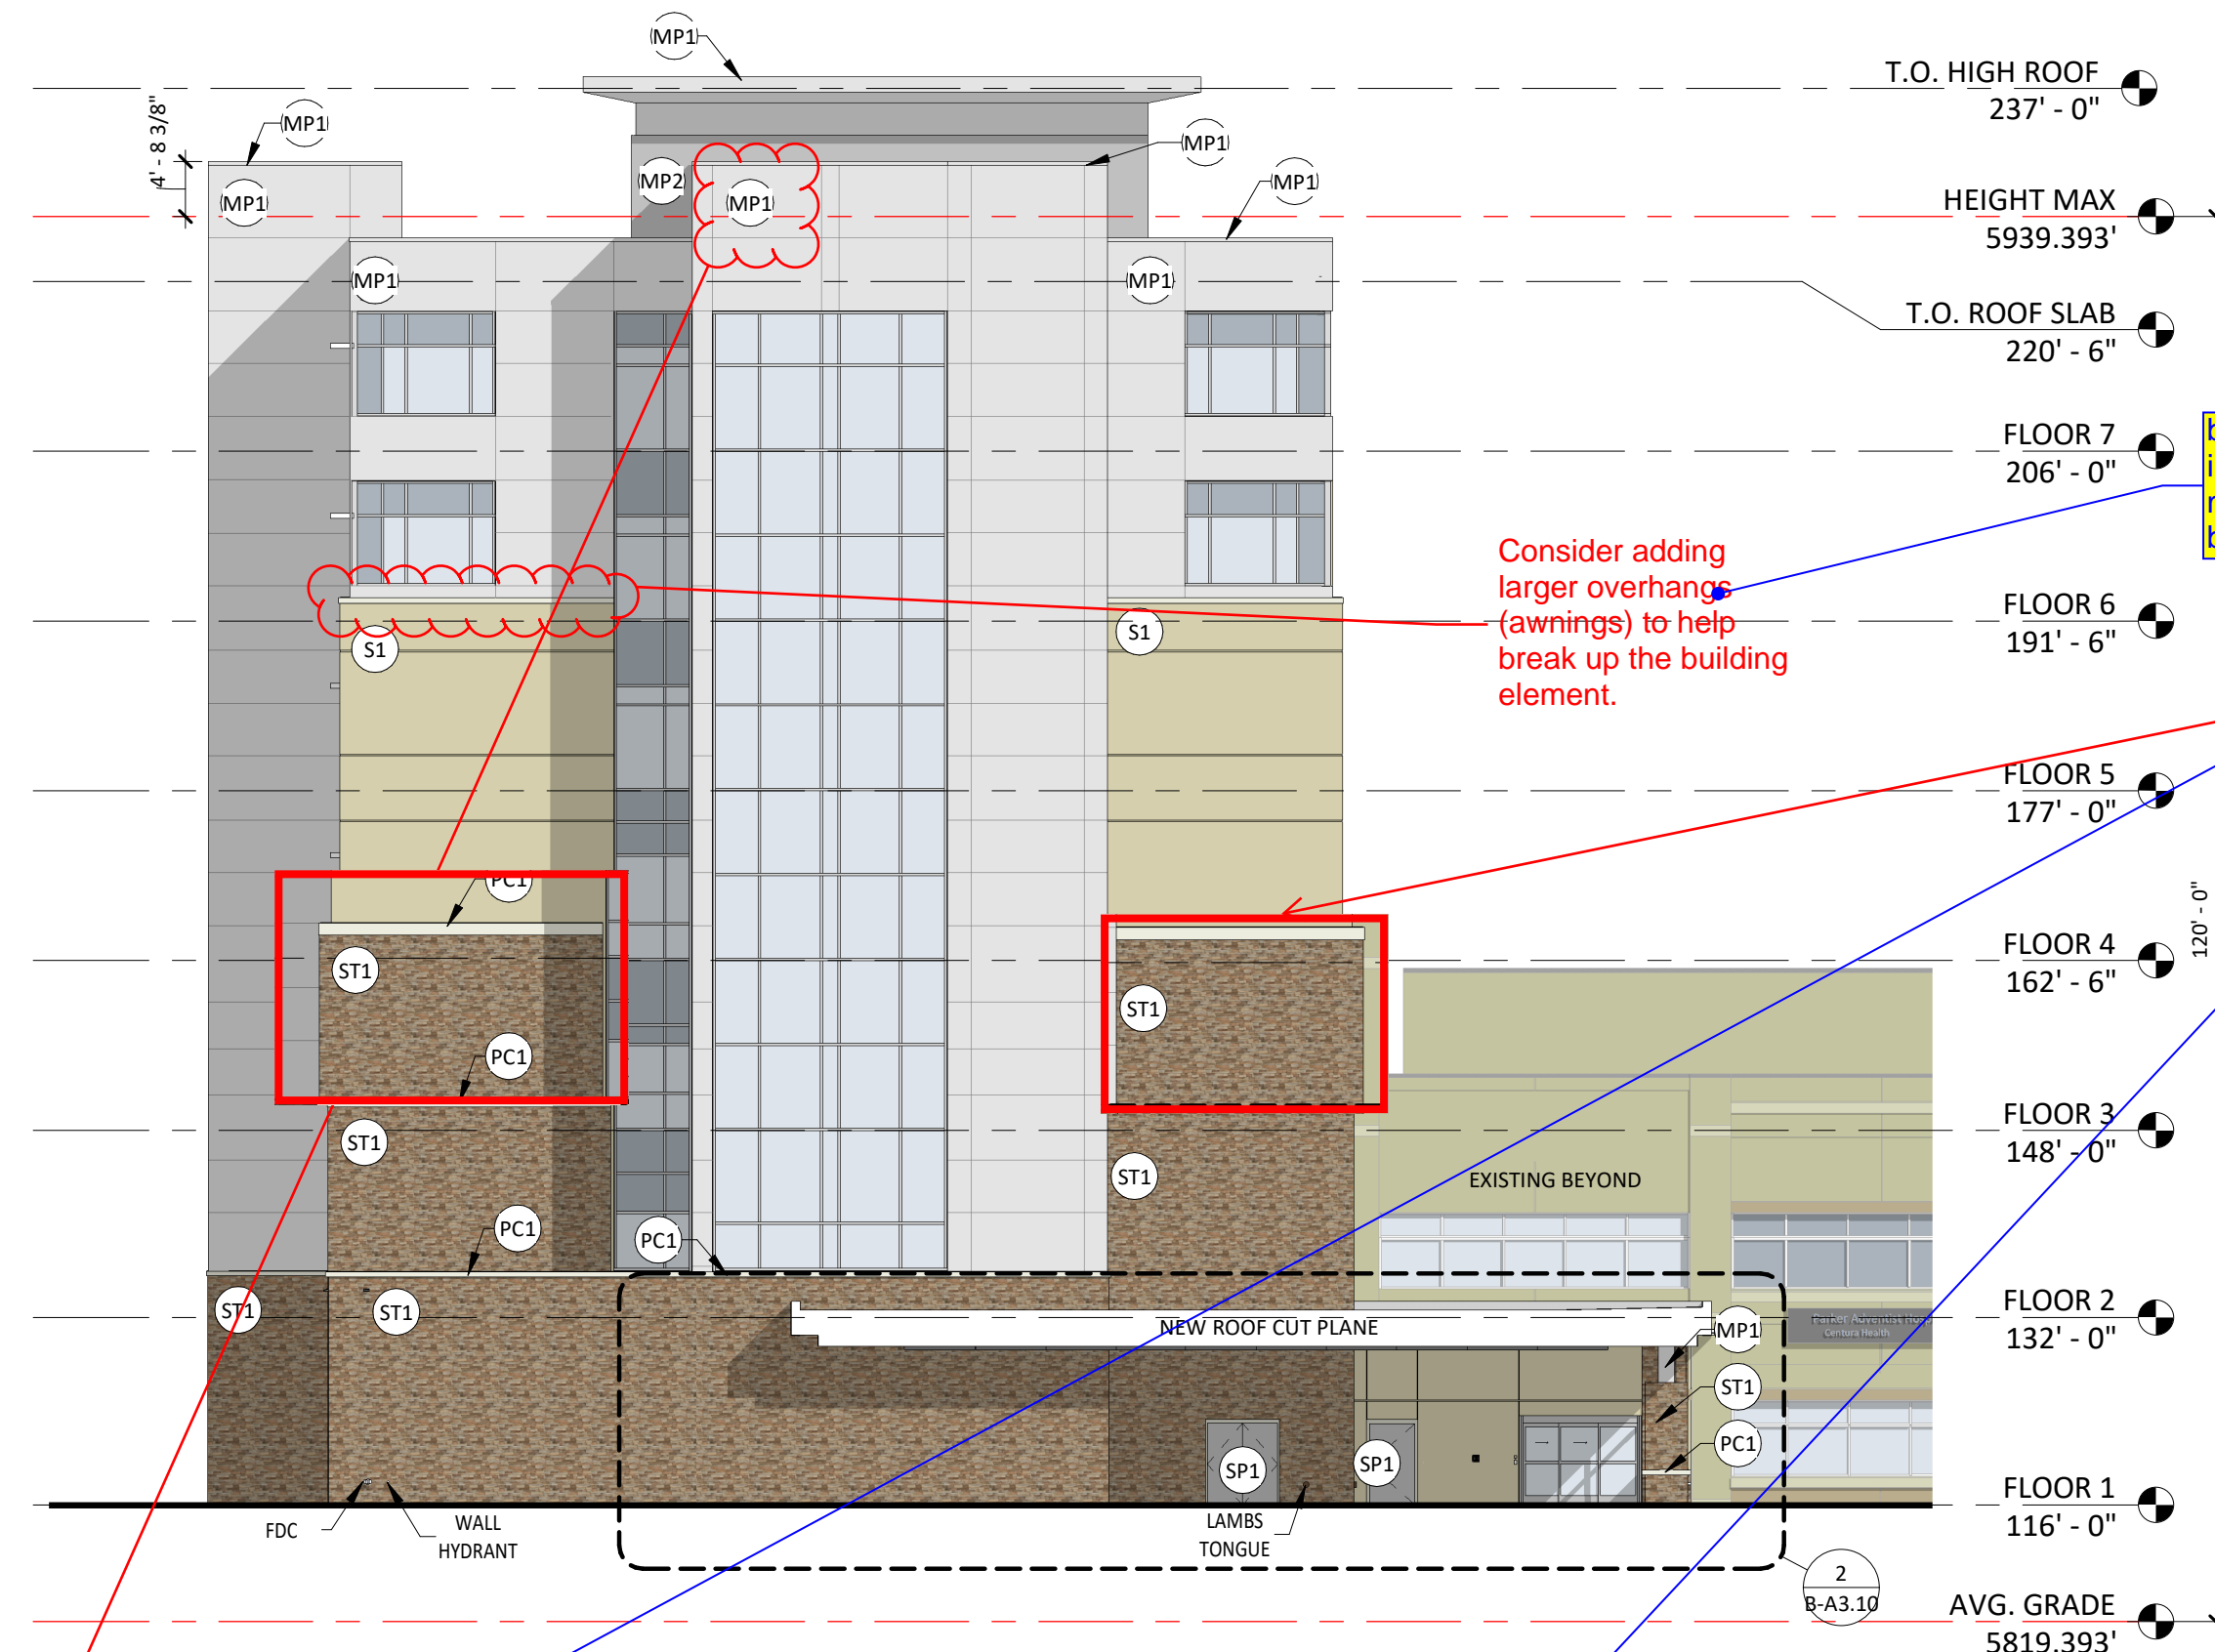 MP1
T.O. HIGH ROOF
237' - 0"
4' - 8 3/8"
MP1
MP1
MP2
MP1
MP1
MP1
HEIGHT MAX
5939.393'
MP1
MP1
T.O. ROOF SLAB
220' - 6"
FLOOR 7
206' - 0"
Consider adding
larger overhangs
(awnings) to help
break up the building
element.
FLOOR 6
191' - 6"
S1
S1
FLOOR 5
177' - 0"
PC1
120' - 0"
FLOOR 4
162' - 6"
ST1
ST1
PC1
FLOOR 3
148' - 0"
ST1
ST1
EXISTING BEYOND
PC1
PC1
FLOOR 2
132' - 0"
ST1
ST1
NEW ROOF CUT PLANE
MP1
Parker Adventist
Centura Health
ST1
PC1
SP1
SP1
FLOOR 1
116' - 0"
FDC
WALL
HYDRANT
LAMBS
TONGUE
2
B-A3.10
AVG. GRADE
5819.393'